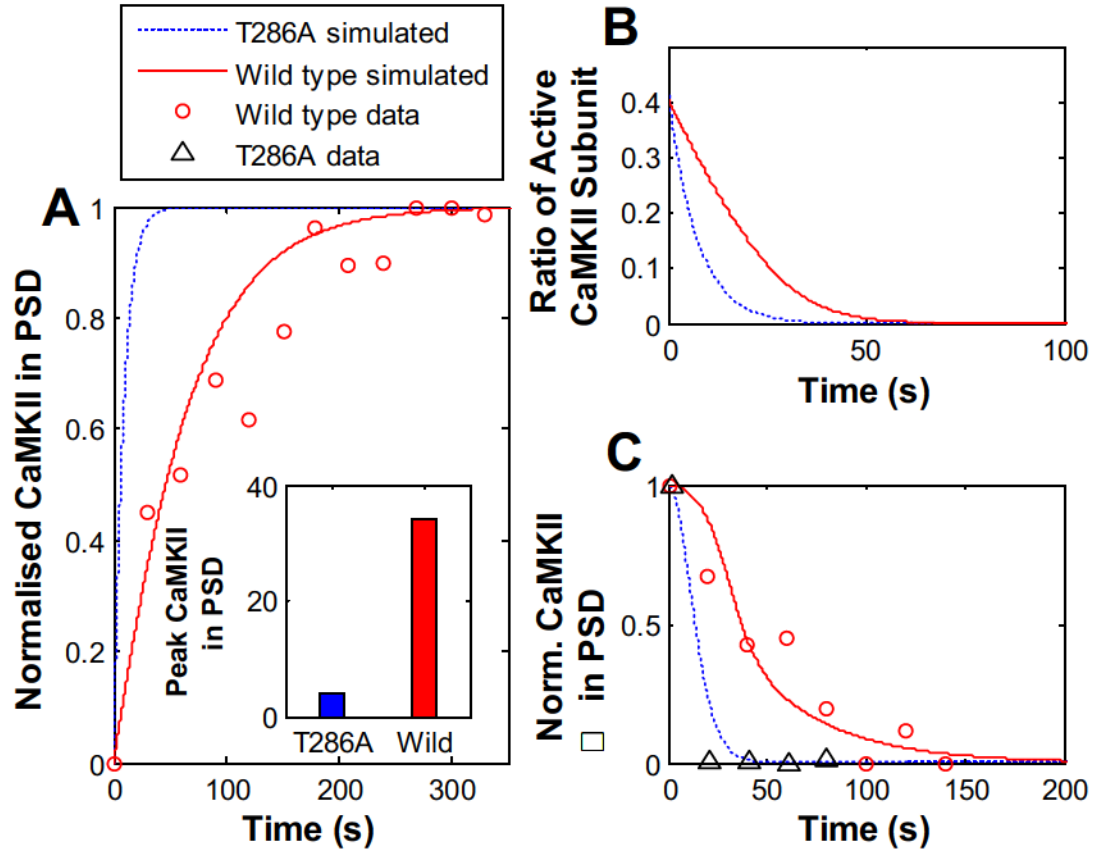 T286A simulated
Wild type simulated
Wild type data
T286A data
A
Normalised CaMKII in PSD
1
0.8
0.6
0.4
0.2
0
0
100
200
300
Time (s)
Peak CaMKII
in PSD
40
20
0
T286A
Wild
B
Ratio of Active
CaMKII Subunit
0.4
0.3
0.2
0.1
0
0
50
100
Time (s)
C
Norm. CaMKII
□ in PSD
1
0.5
0
0
50
100
150
200
Time (s)